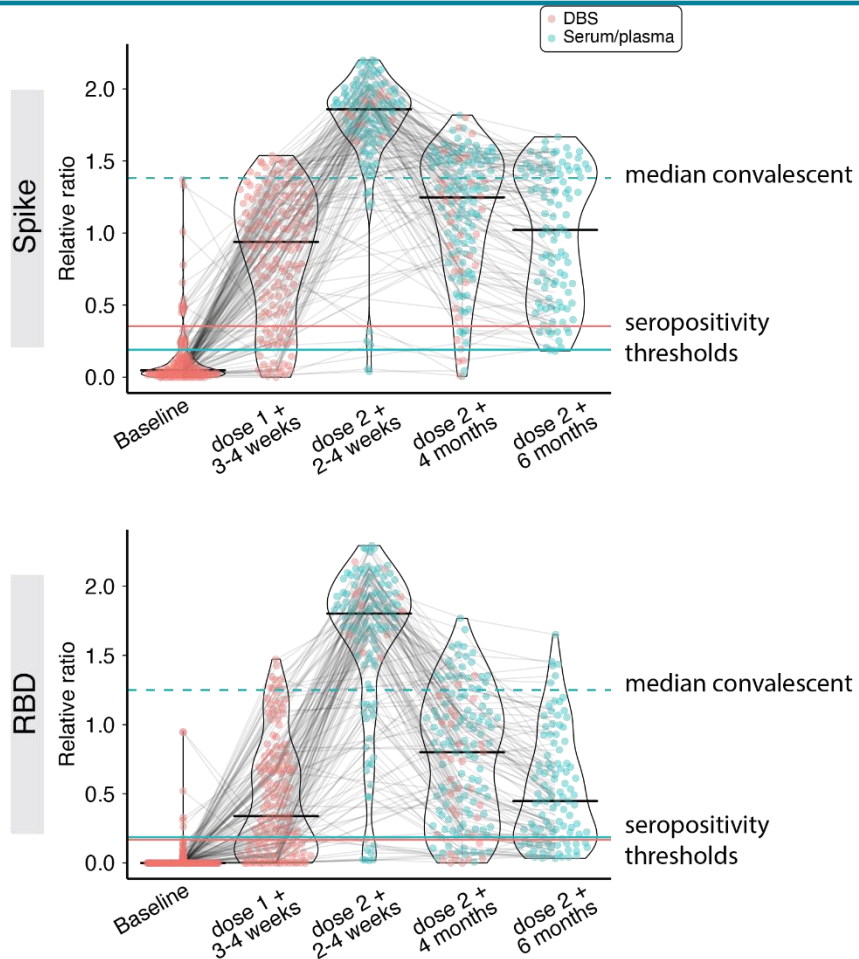 DBS
Serum/plasma
Spike
Relative ratio
2.0
1.5
1.0
0.5
0.0
median convalescent
seropositivity
thresholds
Baseline
dose 1 +
3-4 weeks
dose 2 +
2-4 weeks
dose 2 +
4 months
dose 2 +
6 months
RBD
Relative ratio
2.0
1.5
1.0
0.5
0.0
median convalescent
seropositivity
thresholds
Baseline
dose 1 +
3-4 weeks
dose 2 +
2-4 weeks
dose 2 +
4 months
dose 2 +
6 months